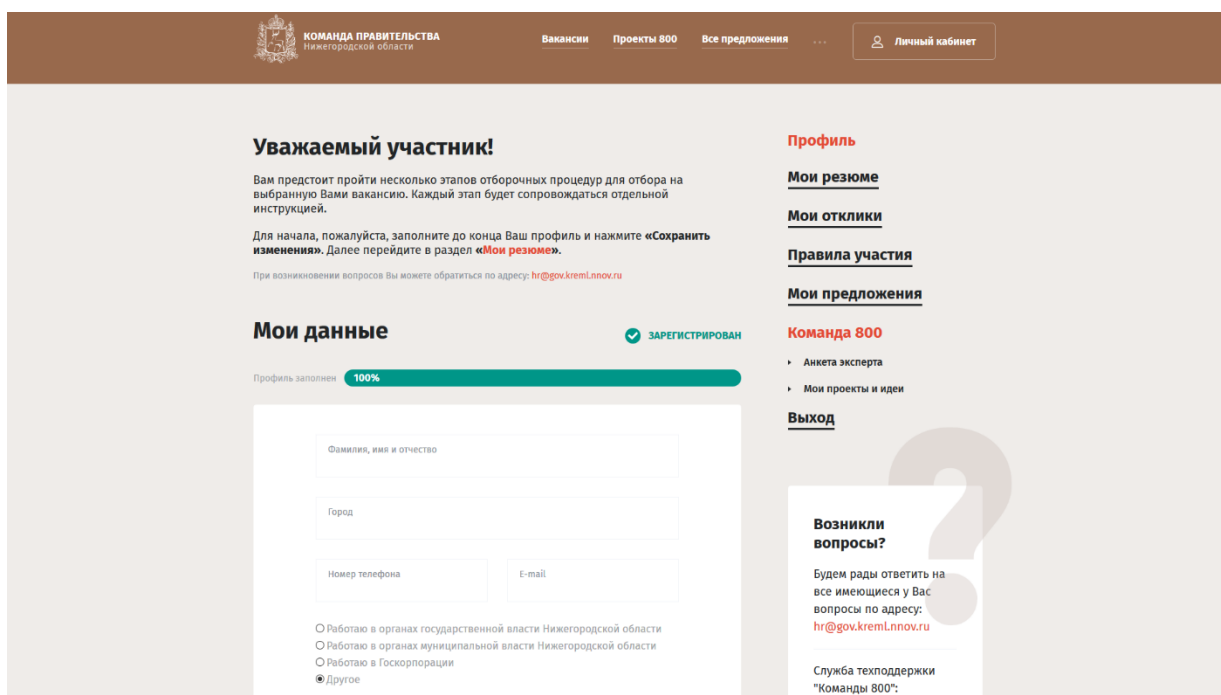 КОМАНДА ПРАВИТЕЛЬСТВА
Нижегородской области
Вакансии
Проекты 800
Все предложения
...
Личный кабинет
Уважаемый участник!
Вам предстоит пройти несколько этапов отборочных процедур для отбора на
выбранную Вами вакансию. Каждый этап будет сопровождаться отдельной
инструкцией.
Для начала, пожалуйста, заполните до конца Ваш профиль и нажмите «Сохранить
изменения». Далее перейдите в раздел «Мои резюме».
При возникновении вопросов Вы можете обратиться по адресу: hr@gov.kreml.nnov.ru
Мои данные
ЗАРЕГИСТРИРОВАН
Профиль заполнен 100%
Фамилия, имя и отчество
Город
Номер телефона
E-mail
Работаю в органах государственной власти Нижегородской области
Работаю в органах муниципальной власти Нижегородской области
Работаю в Госкорпорации
Другое
Профиль
Мои резюме
Мои отклики
Правила участия
Мои предложения
Команда 800
Анкета эксперта
Мои проекты и идеи
Выход
?
Возникли
вопросы?
Будем рады ответить на
все имеющиеся у Вас
вопросы по адресу:
hr@gov.kreml.nnov.ru
Служба техподдержки
"Команды 800":